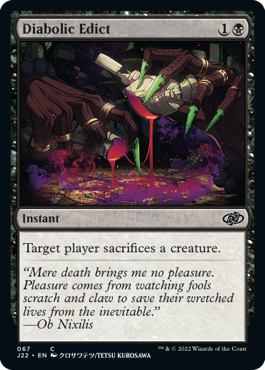 Diabolic Edict 1
Instant
Target player sacrifices a creature.
"Mere death brings me no pleasure.
Pleasure comes from watching fools
scratch and claw to save their wretched
lives from the inevitable."
—Ob Nixilis
067 C
J22 • EN クロサワテツ/TETSU KUROSAWA
™ & © 2022 Wizards of the Coast